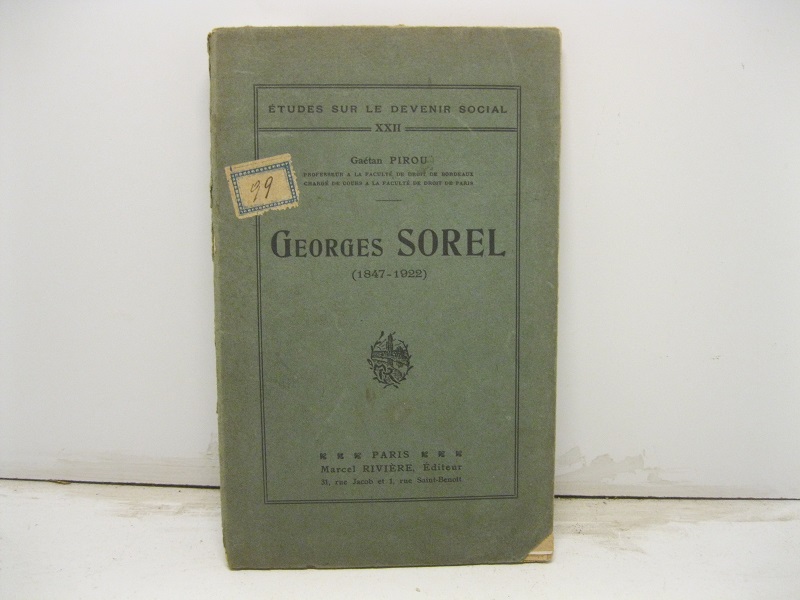 ÉTUDES SUR LE DEVENIR SOCIAL
XXII
Gaétan PIROU
PROFESSEUR A LA FACULTÉ DE DROIT DE BORDEAUX
CHARGÉ DE COURS A LA FACULTÉ DE DROIT DE PARIS
99
GEORGES SOREL
(1847-1922)
PARIS
Marcel RIVIÈRE, Éditeur
31, rue Jacob et 1, rue Saint-Benoît